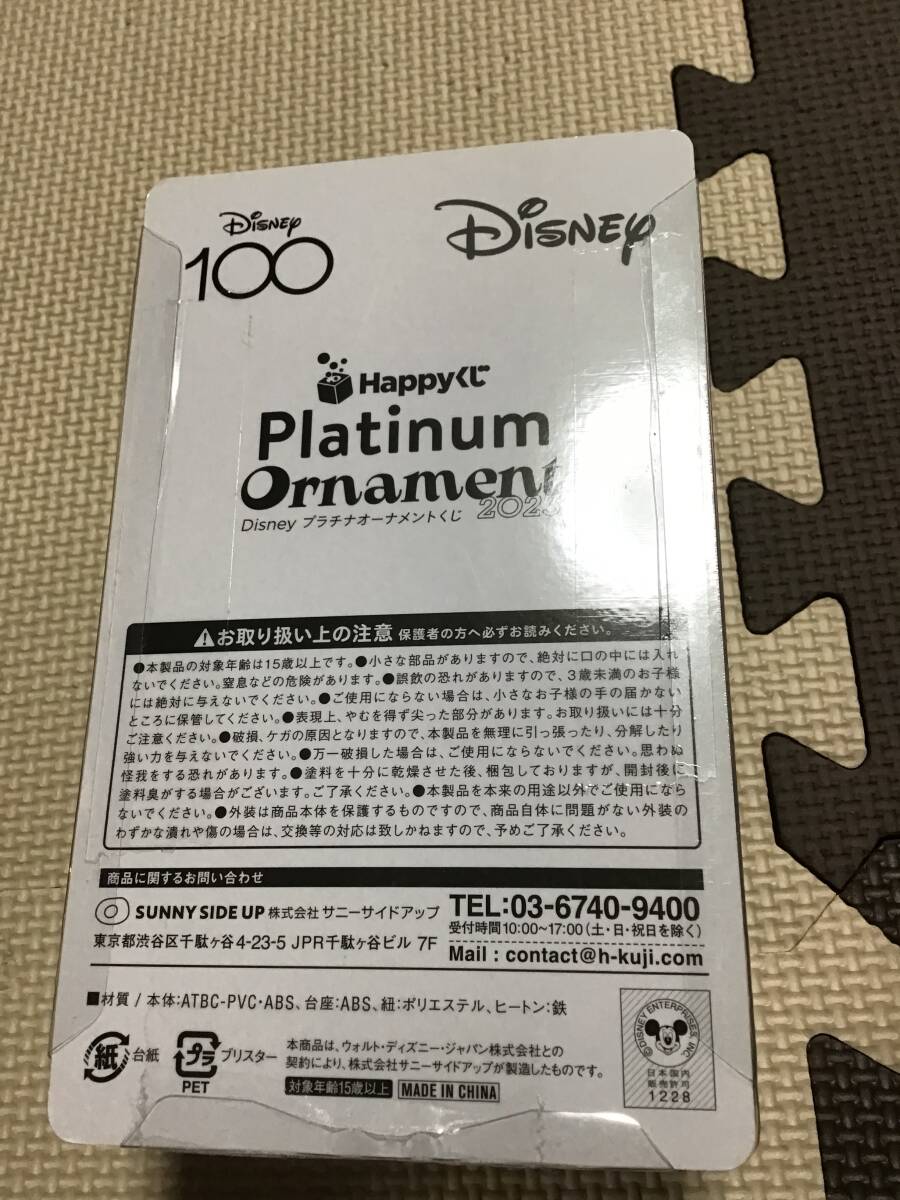 Disney
100
Disney
Happyくじ
Platinum
Ornament
2023
Disney プラチナオーナメントくじ
お取り扱い上の注意 保護者の方へ必ずお読みください。
●本製品の対象年齢は15歳以上です。●小さな部品がありますので、絶対に口の中には入れ
ないでください。窒息などの危険があります。●誤飲の恐れがありますので、3歳未満のお子様
には絶対に与えないでください。●ご使用にならない場合は、小さなお子様の手の届かない
ところに保管してください。●表現上、やむを得ず尖った部分があります。お取り扱いには十分
ご注意ください。●破損、ケガの原因となりますので、本製品を無理に引っ張ったり、分解したり
強い力を与えないでください。●万一破損した場合は、ご使用にならないでください。思わぬ
怪我をする恐れがあります。●塗料を十分に乾燥させた後、梱包しておりますが、開封後に
塗料臭がする場合がございます。ご了承ください。●本製品を本来の用途以外でご使用になら
ないでください。●外装は商品本体を保護するものですので、商品自体に問題がない外装の
わずかな潰れや傷の場合は、交換等の対応は致しかねますので、予めご了承ください。
商品に関するお問い合わせ
SUNNY SIDE UP 株式会社 サニーサイドアップ
東京都渋谷区千駄ヶ谷4-23-5 JPR千駄ヶ谷ビル 7F
TEL:03-6740-9400
受付時間10:00~17:00(土・日・祝日を除く)
Mail : contact@h-kuji.com
■材質 / 本体:ATBC-PVC・ABS、台座:ABS、紐:ポリエステル、ヒートン:鉄
紙 台紙
プラ ブリスター
PET
本商品は、ウォルト・ディズニー・ジャパン株式会社との
契約により、株式会社サニーサイドアップが製造したものです。
対象年齢15歳以上 MADE IN CHINA
©DISNEY ENTERPRISES, INC.
日本国内
販売許可
1228